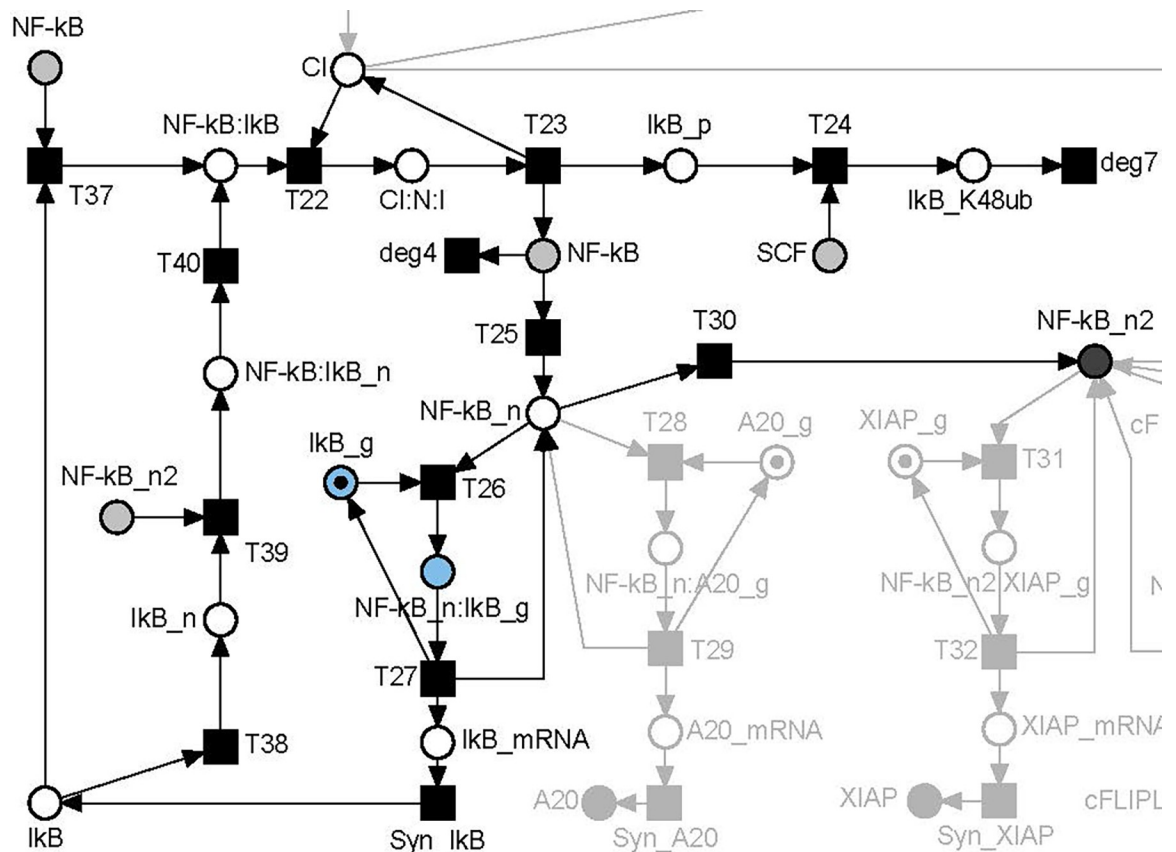 NF-kB
CI
NF-kB:IkB
T23
IkB_p
T24
T37
T22
CI:N:I
IkB_K48ub
deg7
T40
deg4
NF-kB
SCF
T25
T30
NF-kB_n2
NF-kB:IkB_n
NF-kB_n
T28
A20_g
XIAP_g
cF
IkB_g
NF-kB_n2
T26
T31
T39
NF-kB_n:IkB_g
NF-kB_n:A20_g
NF-kB_n2:XIAP_g
N
IkB_n
T27
T29
T32
T38
IkB_mRNA
A20_mRNA
XIAP_mRNA
IkB
Syn_IkB
A20
Syn_A20
XIAP
Syn_XIAP
cFLIPL